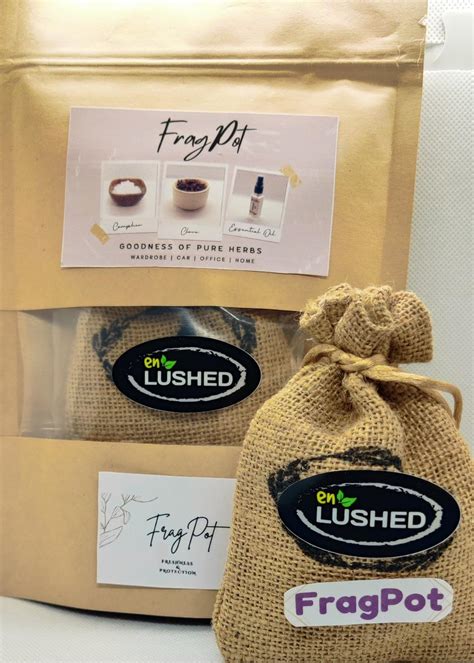 FragPot
Camphor
Clove
Essential Oil
GOODNESS OF PURE HERBS
WARDROBE | CAR | OFFICE | HOME
en
LUSHED
FragPot
FRESHNESS
&
PROTECTION
en
LUSHED
FragPot